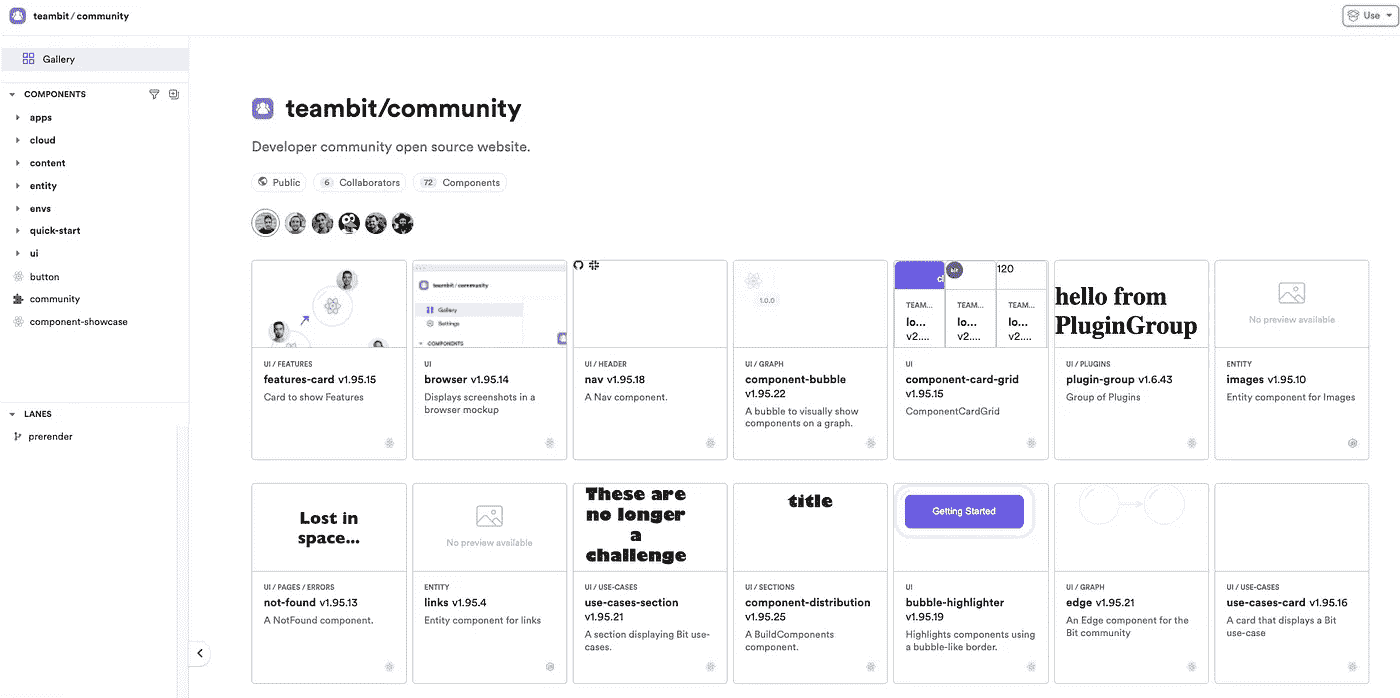 teambit / community
Use
Gallery
COMPONENTS
apps
cloud
content
entity
envs
quick-start
ui
button
community
component-showcase
LANES
prerender
teambit/community
Developer community open source website.
Public
6 Collaborators
72 Components
teambit / community
Gallery
Settings
COMPONENTS
1.0.0
120
TEAM... TEAM... TEAM...
lo... lo... lo...
v2.... v2.... v2....
hello from
PluginGroup
No preview available
UI / FEATURES
features-card v1.95.15
Card to show Features
UI
browser v1.95.14
Displays screenshots in a
browser mockup
UI / HEADER
nav v1.95.18
A Nav component.
UI / GRAPH
component-bubble
v1.95.22
A bubble to visually show
components on a graph.
UI
component-card-grid
v1.95.15
ComponentCardGrid
UI / PLUGINS
plugin-group v1.6.43
Group of Plugins
ENTITY
images v1.95.10
Entity component for Images
Lost in
space...
No preview available
These are
no longer
a
challenge
title
Getting Started
UI / PAGES / ERRORS
not-found v1.95.13
A NotFound component.
ENTITY
links v1.95.4
Entity component for links
UI / USE-CASES
use-cases-section
v1.95.21
A section displaying Bit use-
cases.
UI / SECTIONS
component-distribution
v1.95.25
A BuildComponents
component.
UI
bubble-highlighter
v1.95.19
Highlights components using
a bubble-like border.
UI / GRAPH
edge v1.95.21
An Edge component for the
Bit community
UI / USE-CASES
use-cases-card v1.95.16
A card that displays a Bit
use-case